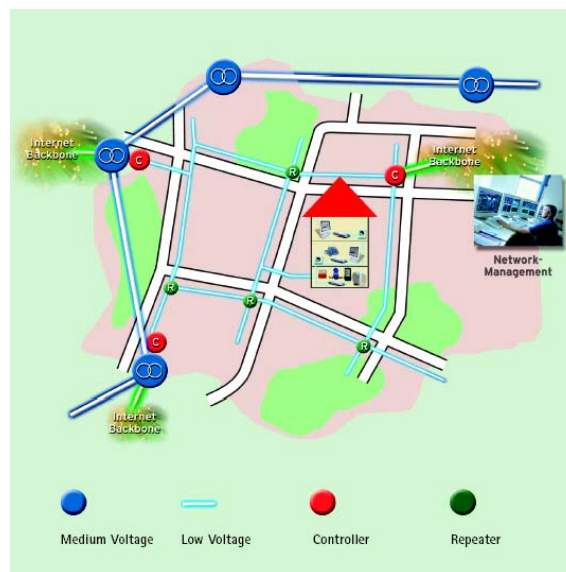 Internet
Backbone
C
R
C
Internet
Backbone
Network-
Management
R
R
C
R
Internet
Backbone
Medium Voltage
Low Voltage
Controller
Repeater